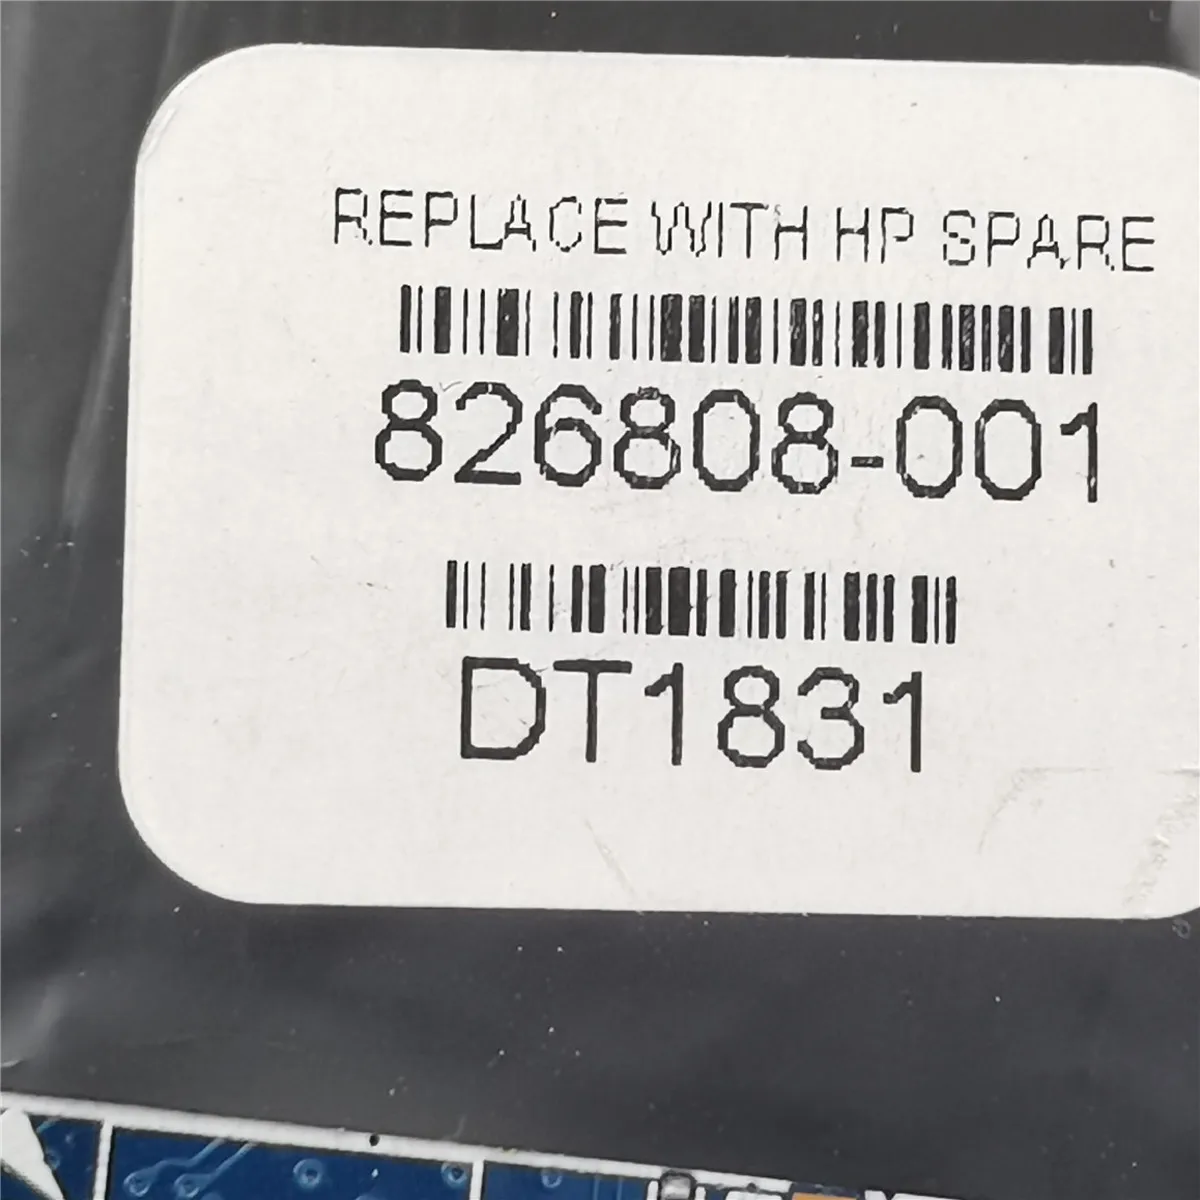 REPLACE WITH HP SPARE
826808-001
DT1831